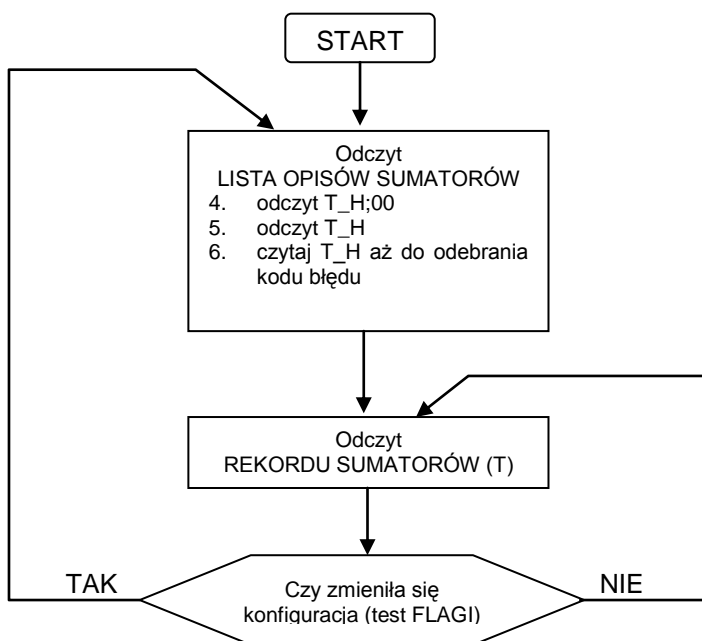 START
Odczyt
LISTA OPISÓW SUMATORÓW
4. odczyt T_H;00
5. odczyt T_H
6. czytaj T_H aż do odebrania
kodu błędu
Odczyt
REKORDU SUMATORÓW (T)
TAK
Czy zmieniła się
konfiguracja (test FLAGI)
NIE